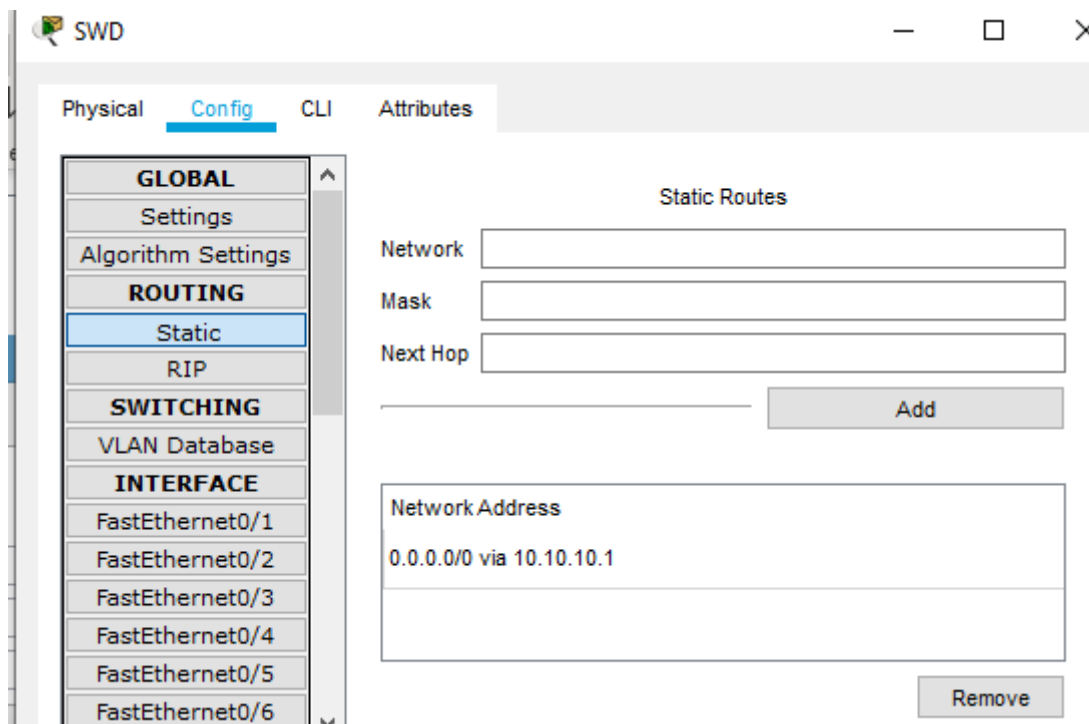 SWD
Physical Config CLI Attributes
GLOBAL
Settings
Algorithm Settings
ROUTING
Static
RIP
SWITCHING
VLAN Database
INTERFACE
FastEthernet0/1
FastEthernet0/2
FastEthernet0/3
FastEthernet0/4
FastEthernet0/5
FastEthernet0/6
Static Routes
Network
Mask
Next Hop
Add
Network Address
0.0.0.0/0 via 10.10.10.1
Remove